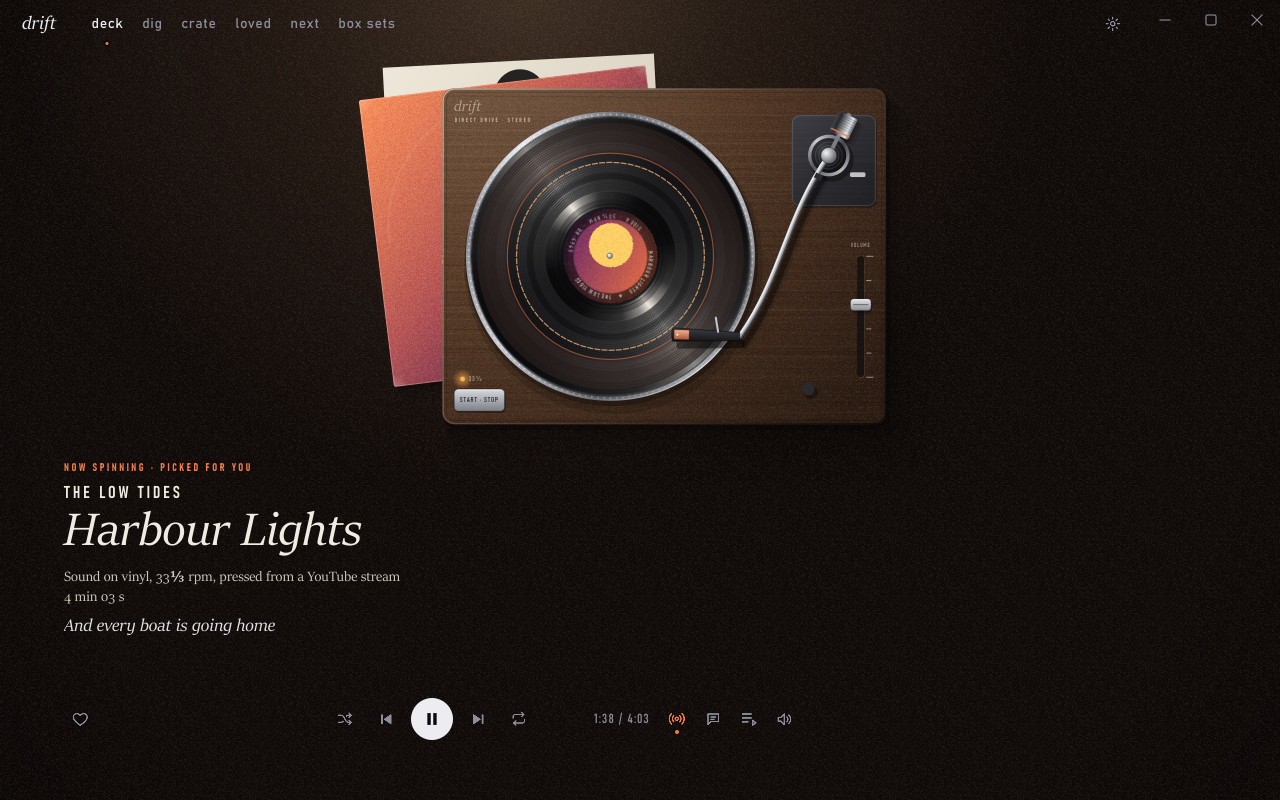 drift
deck dig crate loved next box sets
drift
DIRECT DRIVE · STEREO
VOLUME
33⅓
START · STOP
NOW SPINNING · PICKED FOR YOU
THE LOW TIDES
Harbour Lights
Sound on vinyl, 33⅓ rpm, pressed from a YouTube stream
4 min 03 s
And every boat is going home
1:38 / 4:03